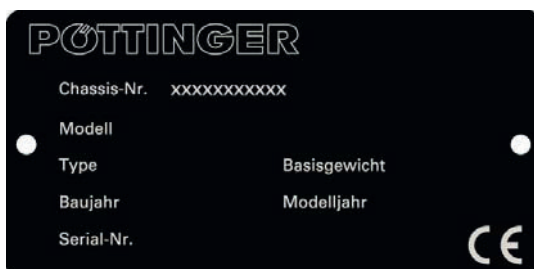 PÖTTINGER
Chassis-Nr. xxxxxxxxxxx
Modell
Type Basisgewicht
Baujahr Modelljahr
Serial-Nr.
CE